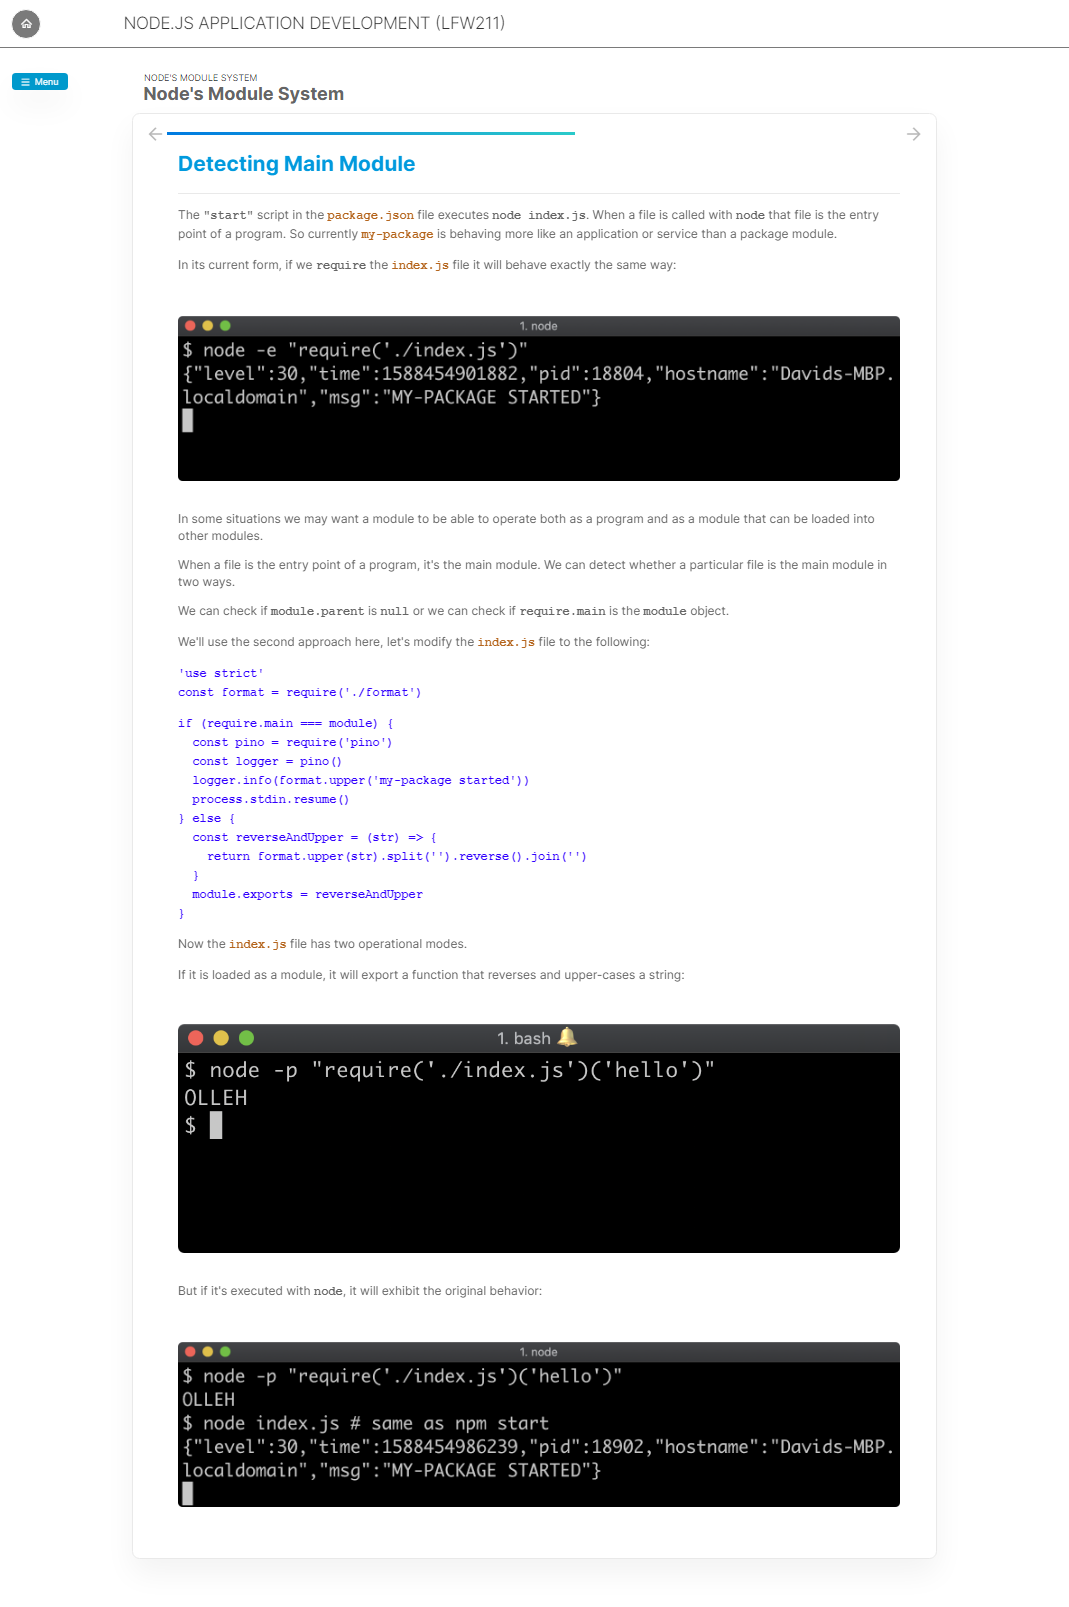 NODE.JS APPLICATION DEVELOPMENT (LFW211)
Menu
NODE'S MODULE SYSTEM
Node's Module System
Detecting Main Module
The "start" script in the package.json file executes node index.js. When a file is called with node that file is the entry
point of a program. So currently my-package is behaving more like an application or service than a package module.
In its current form, if we require the index.js file it will behave exactly the same way:
1. node
$ node -e "require('./index.js')"
{"level":30,"time":1588454901882,"pid":18804,"hostname":"Davids-MBP.
localdomain","msg":"MY-PACKAGE STARTED"}
In some situations we may want a module to be able to operate both as a program and as a module that can be loaded into
other modules.
When a file is the entry point of a program, it's the main module. We can detect whether a particular file is the main module in
two ways.
We can check if module.parent is null or we can check if require.main is the module object.
We'll use the second approach here, let's modify the index.js file to the following:
'use strict'
const format = require('./format')
if (require.main === module) {
  const pino = require('pino')
  const logger = pino()
  logger.info(format.upper('my-package started'))
  process.stdin.resume()
} else {
  const reverseAndUpper = (str) => {
    return format.upper(str).split('').reverse().join('')
  }
  module.exports = reverseAndUpper
}
Now the index.js file has two operational modes.
If it is loaded as a module, it will export a function that reverses and upper-cases a string:
1. bash 🔔
$ node -p "require('./index.js')('hello')"
OLLEH
$
But if it's executed with node, it will exhibit the original behavior:
1. node
$ node -p "require('./index.js')('hello')"
OLLEH
$ node index.js # same as npm start
{"level":30,"time":1588454986239,"pid":18902,"hostname":"Davids-MBP.
localdomain","msg":"MY-PACKAGE STARTED"}